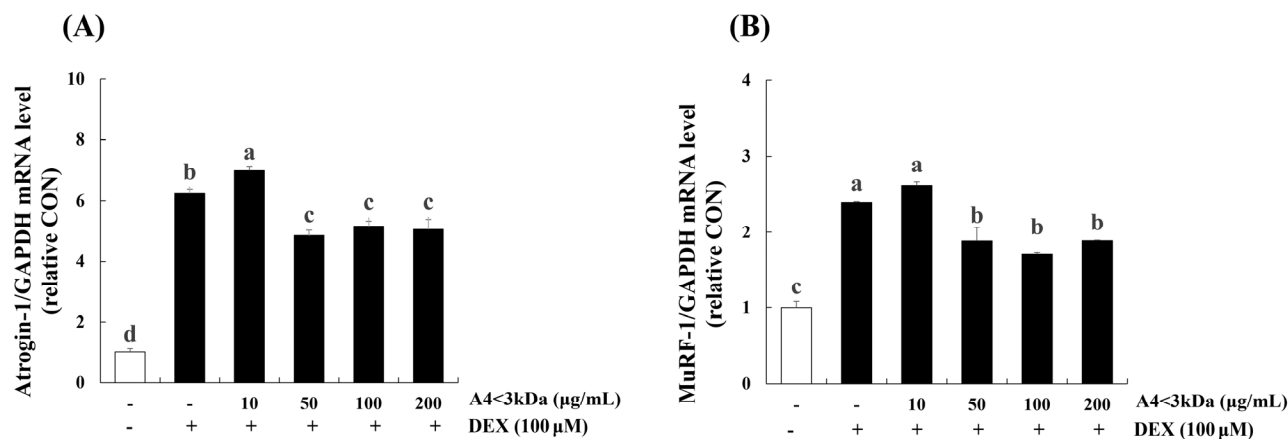 (A)
Atrogin-1/GAPDH mRNA level
(relative CON)
10
8
6
4
2
0
d
b
a
c
c
c
- - 10 50 100 200 A4<3kDa (μg/mL)
- + + + + + DEX (100 μM)
(B)
MuRF-1/GAPDH mRNA level
(relative CON)
4
3
2
1
0
c
a
a
b
b
b
- - 10 50 100 200 A4<3kDa (μg/mL)
- + + + + + DEX (100 μM)